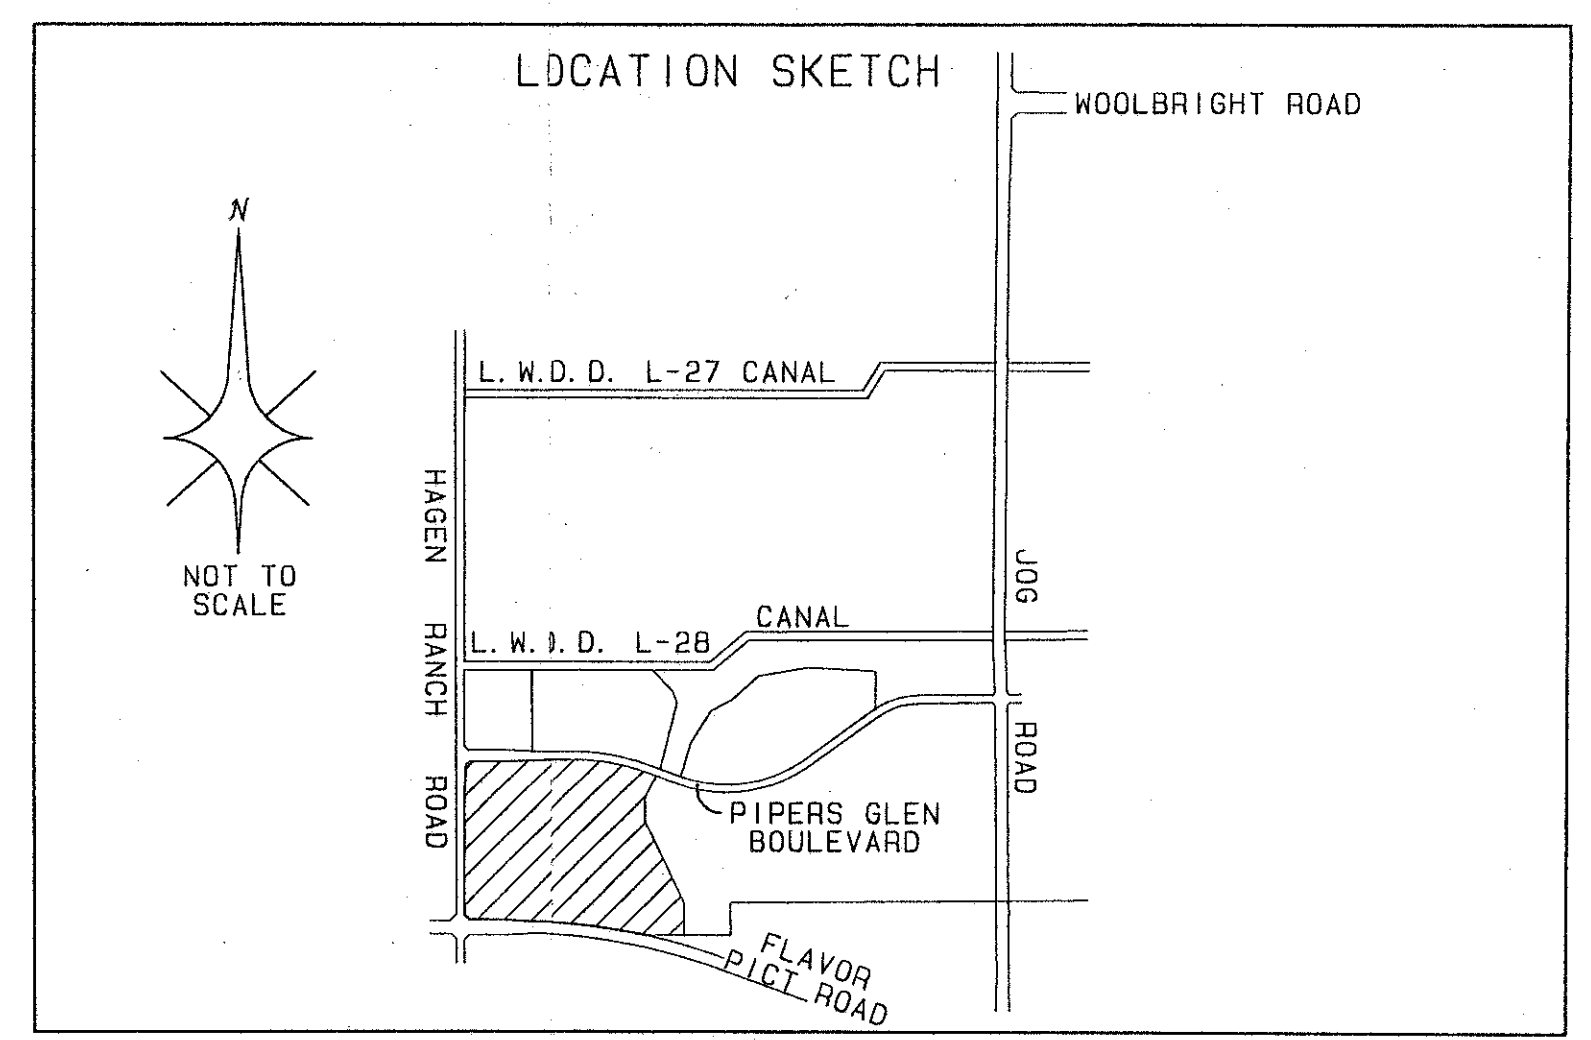 LOCATION SKETCH
WOOLBRIGHT ROAD
N
NOT TO
SCALE
L. W. D. D. L-27 CANAL
HAGEN RANCH ROAD
L. W. D. D. L-28 CANAL
JOG ROAD
PIPERS GLEN
BOULEVARD
FLAVOR
PICT ROAD